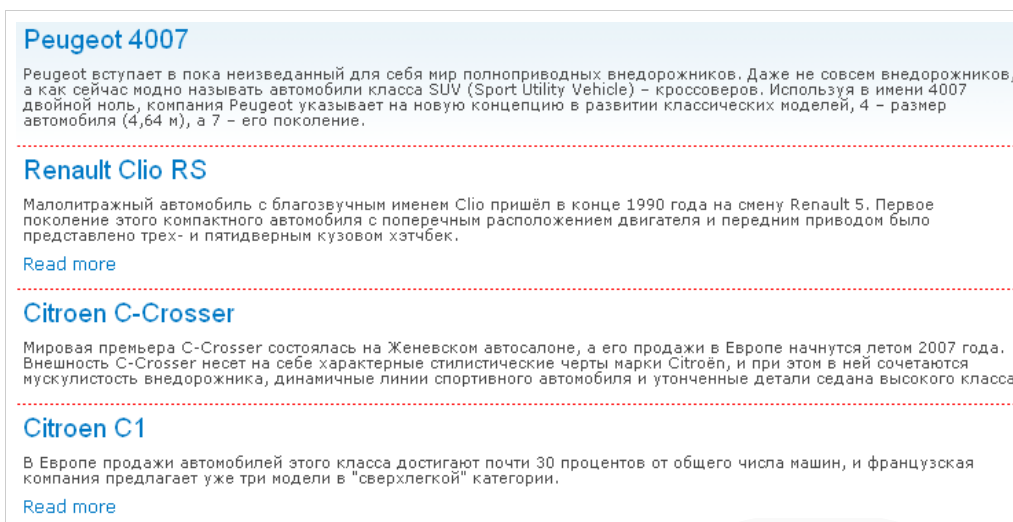 Peugeot 4007
Peugeot вступает в пока неизведанный для себя мир полноприводных внедорожников. Даже не совсем внедорожников,
а как сейчас модно называть автомобили класса SUV (Sport Utility Vehicle) – кроссоверов. Используя в имени 4007
двойной ноль, компания Peugeot указывает на новую концепцию в развитии классических моделей, 4 – размер
автомобиля (4,64 м), а 7 – его поколение.
Renault Clio RS
Малолитражный автомобиль с благозвучным именем Clio пришёл в конце 1990 года на смену Renault 5. Первое
поколение этого компактного автомобиля с поперечным расположением двигателя и передним приводом было
представлено трех- и пятидверным кузовом хэтчбек.
Read more
Citroen C-Crosser
Мировая премьера C-Crosser состоялась на Женевском автосалоне, а его продажи в Европе начнутся летом 2007 года.
Внешность C-Crosser несет на себе характерные стилистические черты марки Citroën, и при этом в ней сочетаются
мускулистость внедорожника, динамичные линии спортивного автомобиля и утонченные детали седана высокого класса
Citroen C1
В Европе продажи автомобилей этого класса достигают почти 30 процентов от общего числа машин, и французская
компания предлагает уже три модели в "сверхлегкой" категории.
Read more